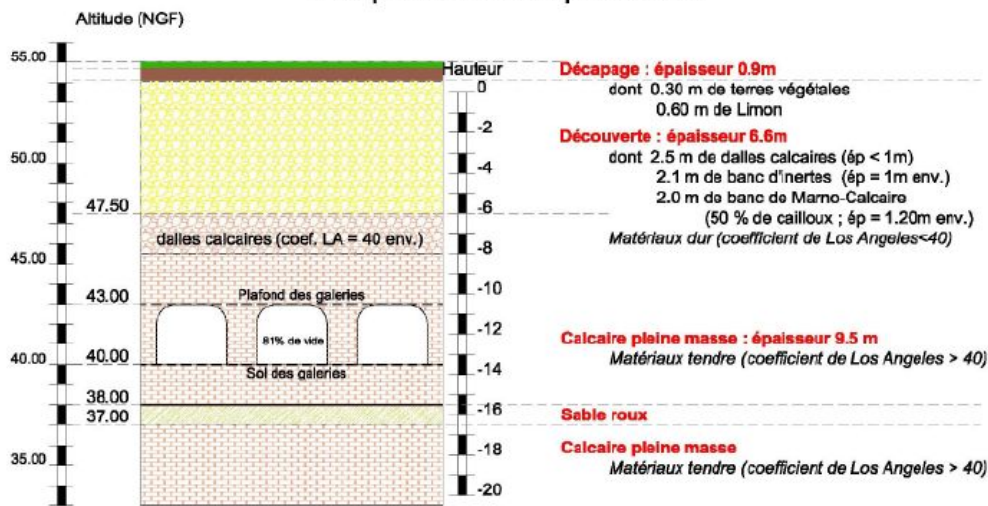 Altitude (NGF)
55.00
50.00
47.50
45.00
43.00
40.00
40.00
38.00
37.00
35.00
dalles calcaires (coef. LA = 40 env.)
Plafond des galeries
81% de vide
Sol des galeries
Hauteur
0
-2
-4
-6
-8
-10
-12
-14
-16
-18
-20
Décapage : épaisseur 0.9m
dont 0.30 m de terres végétales
0.60 m de Limon
Découverte : épaisseur 6.6m
dont 2.5 m de dalles calcaires (ép < 1m)
2.1 m de banc d'inertes (ép = 1m env.)
2.0 m de banc de Marno-Calcaire
(50 % de cailloux ; ép = 1.20m env.)
Matériaux dur (coefficient de Los Angeles<40)
Calcaire pleine masse : épaisseur 9.5 m
Matériaux tendre (coefficient de Los Angeles > 40)
Sable roux
Calcaire pleine masse
Matériaux tendre (coefficient de Los Angeles > 40)